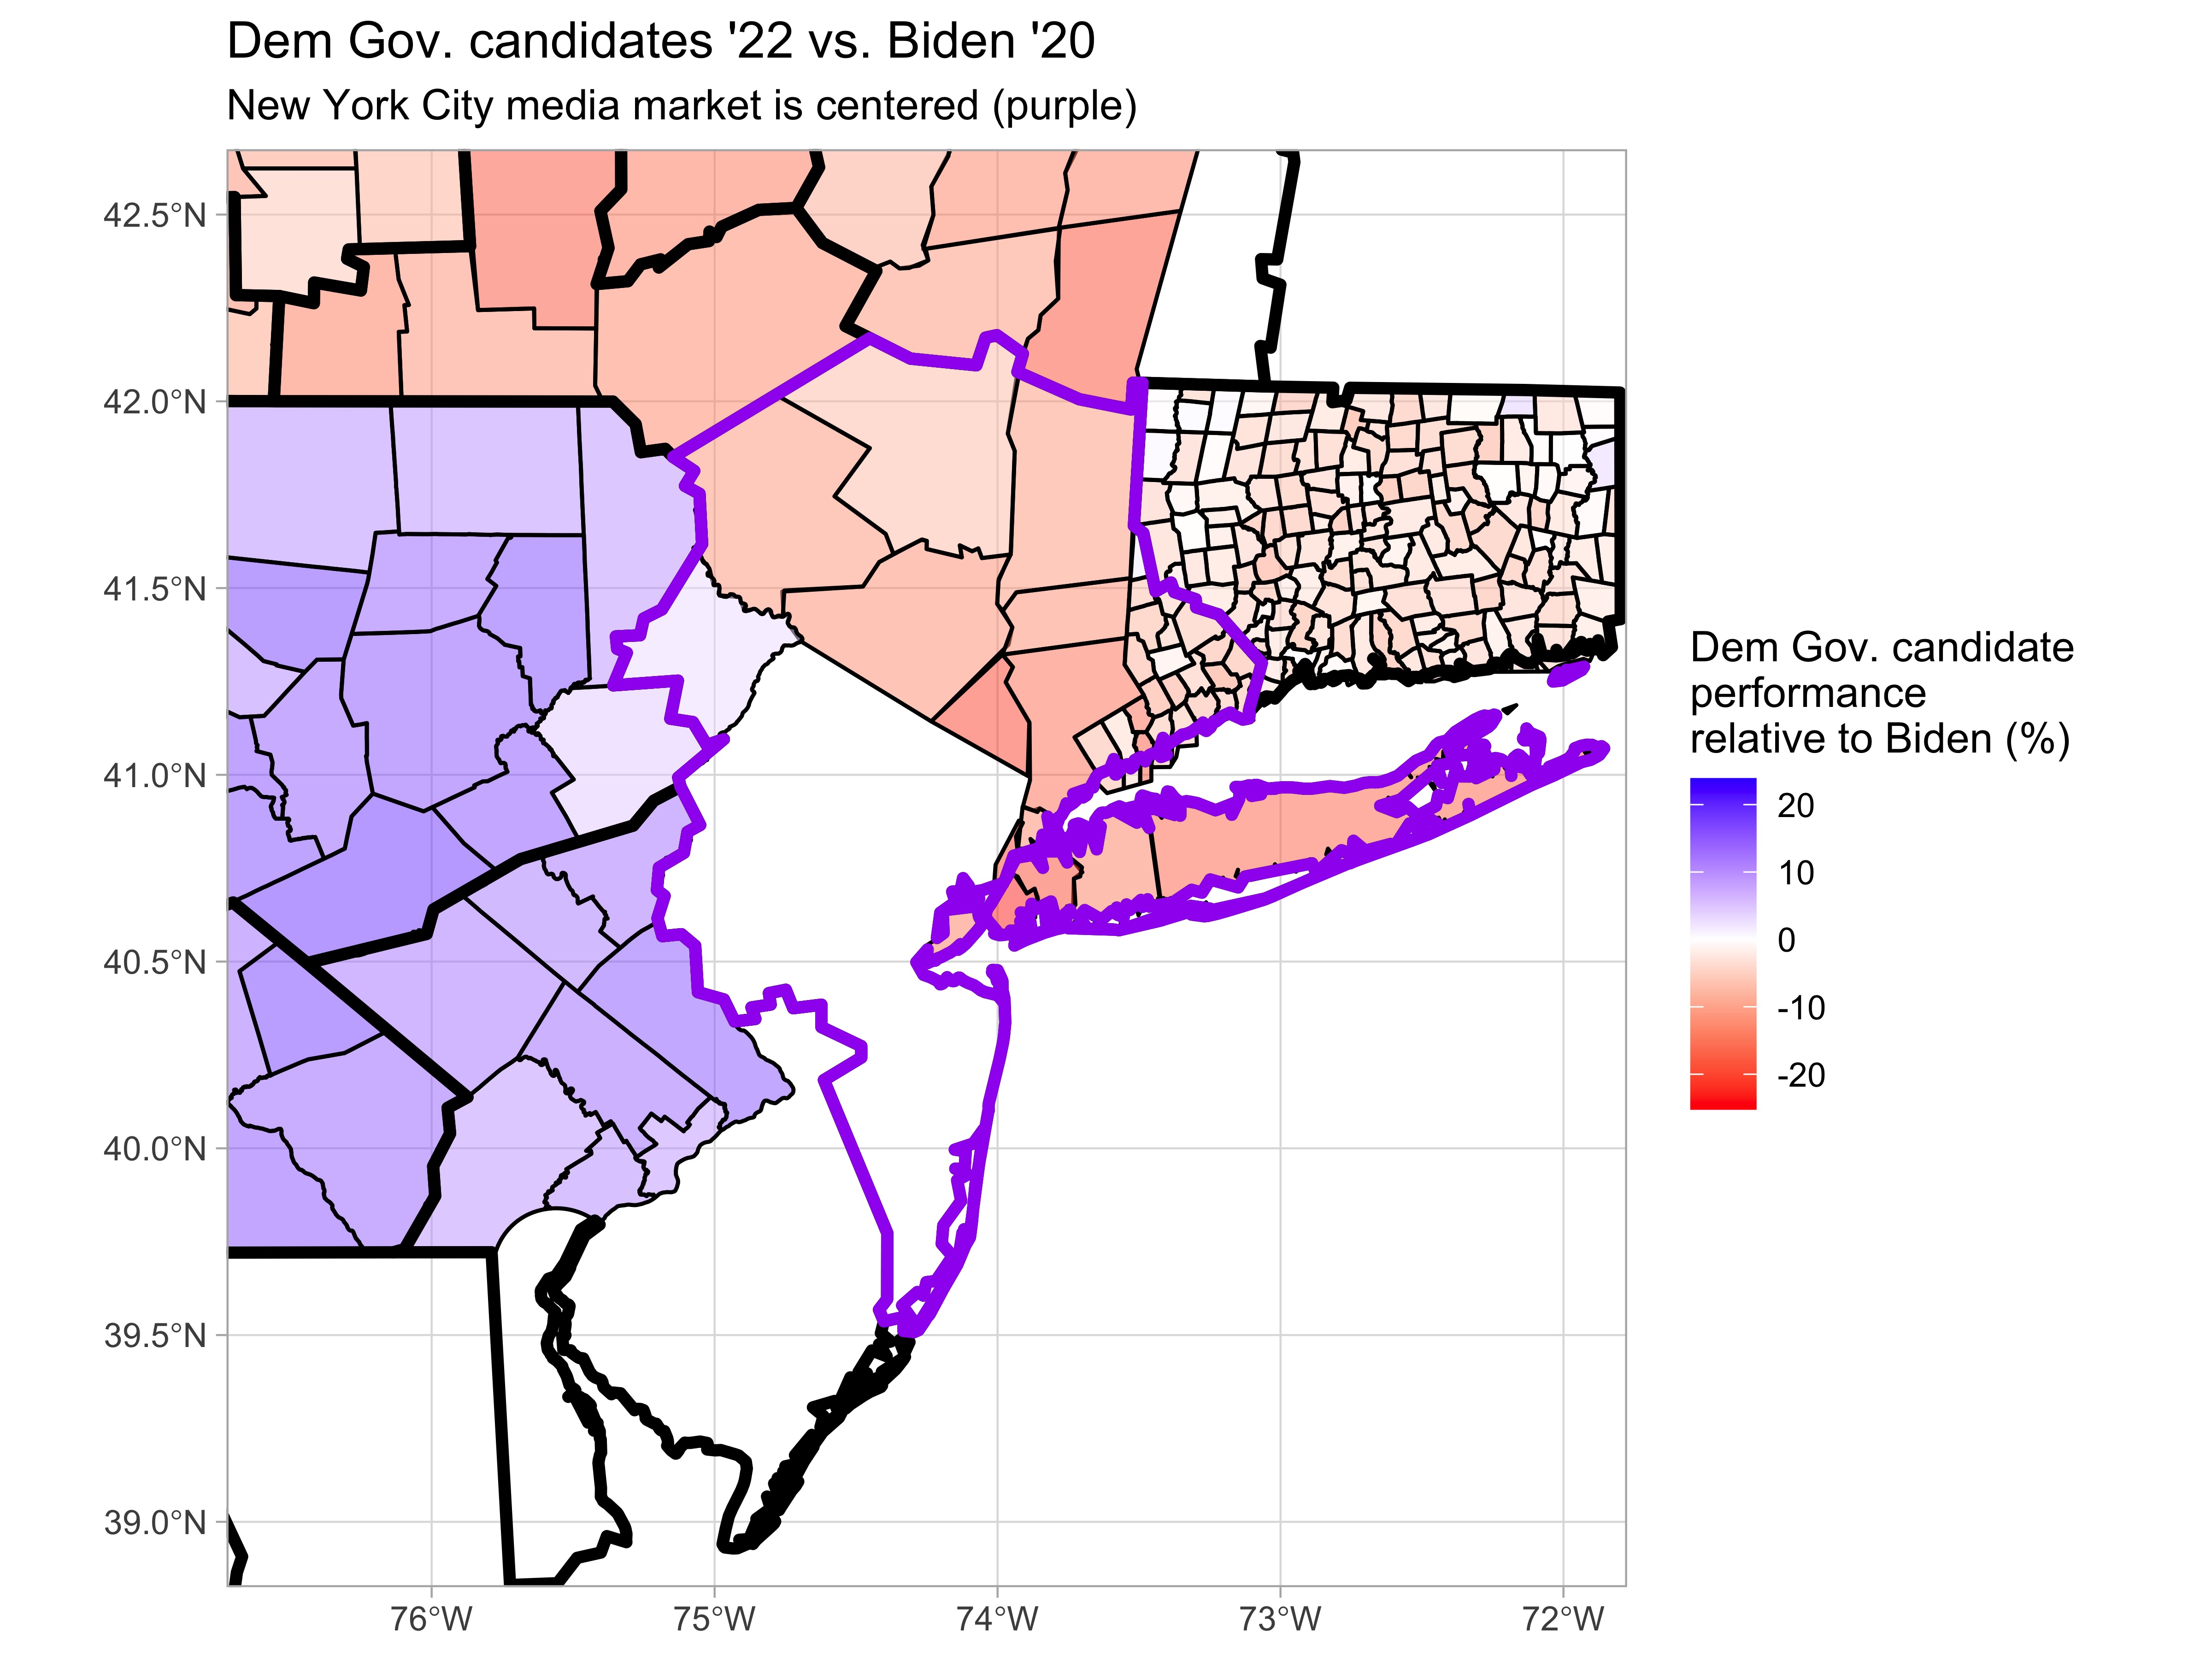 Dem Gov. candidates '22 vs. Biden '20
New York City media market is centered (purple)
42.5°N
42.0°N
41.5°N
41.0°N
40.5°N
40.0°N
39.5°N
39.0°N
76°W
75°W
74°W
73°W
72°W
Dem Gov. candidate
performance
relative to Biden (%)
20
10
0
-10
-20